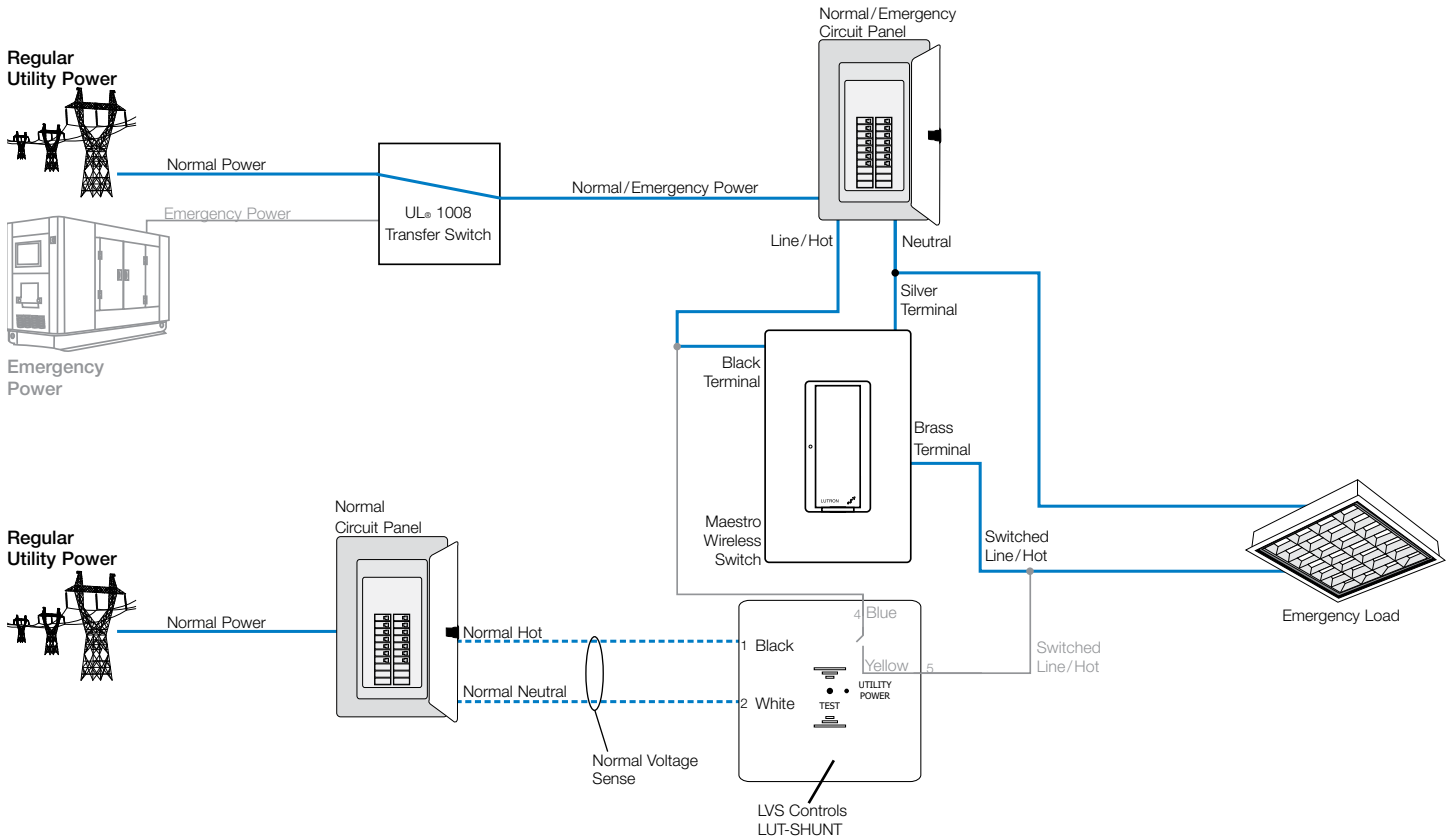 Normal/Emergency
Circuit Panel
Regular
Utility Power
Normal Power
Normal/Emergency Power
Emergency Power
UL® 1008
Transfer Switch
Line/Hot
Neutral
Silver
Terminal
Emergency
Power
Black
Terminal
Brass
Terminal
LUTRON
Normal
Circuit Panel
Maestro
Wireless
Switch
Regular
Utility Power
Switched
Line/Hot
Emergency Load
Normal Power
4 Blue
Normal Hot
1 Black
Switched
Line/Hot
Yellow 5
Normal Neutral
2 White
UTILITY
POWER
TEST
Normal Voltage
Sense
LVS Controls
LUT-SHUNT